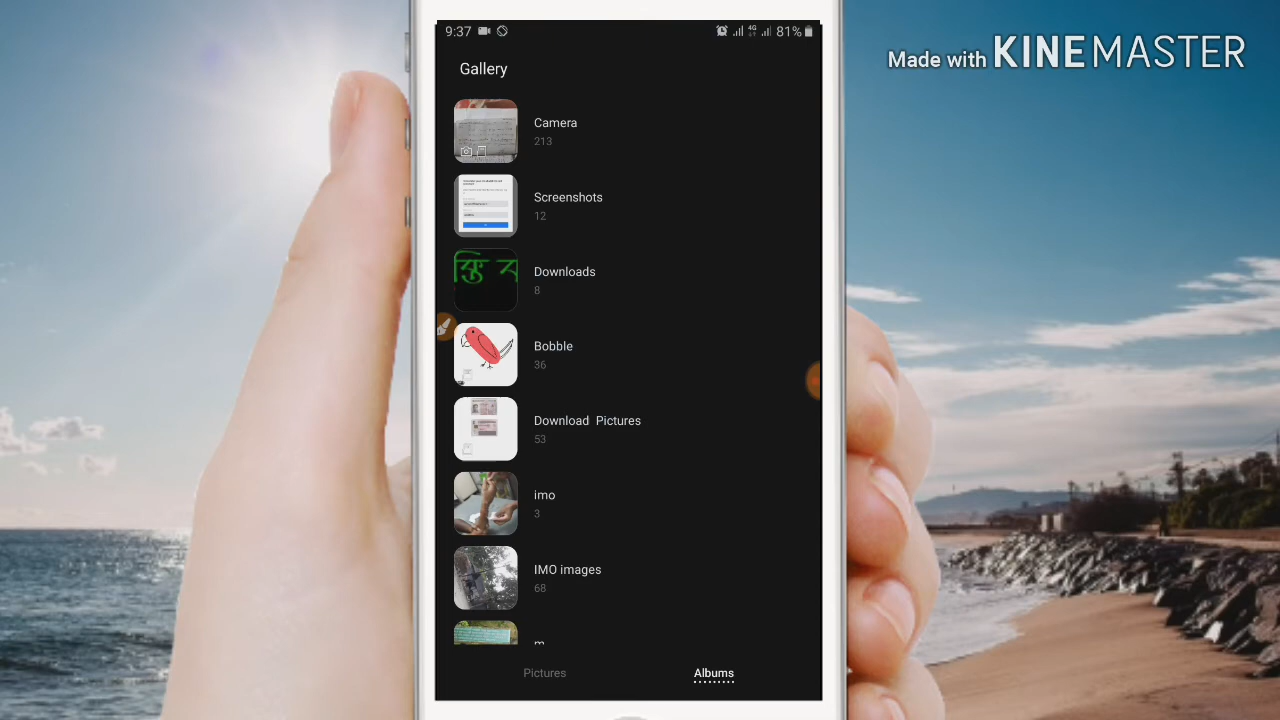 9:37
4G
81%
Made with KINEMASTER
Gallery
Camera
213
Screenshots
12
Downloads
8
Bobble
36
Download Pictures
53
imo
3
IMO images
68
Pictures
Albums